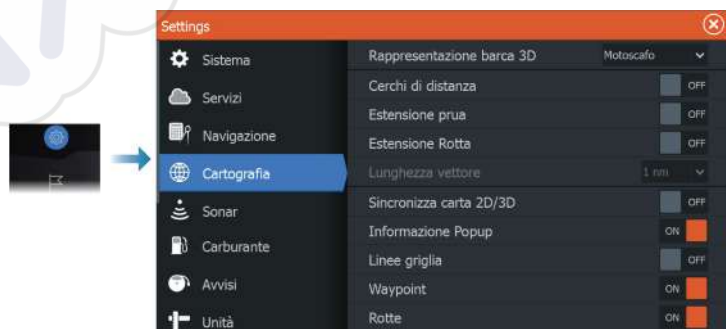 Settings
Sistema
Servizi
Navigazione
Cartografia
Sonar
Carburante
Avvisi
Unità
Rappresentazione barca 3D Motoscafo
Cerchi di distanza OFF
Estensione prua OFF
Estensione Rotta OFF
Lunghezza vettore 1 nm
Sincronizza carta 2D/3D OFF
Informazione Popup ON
Linee griglia OFF
Waypoint ON
Rotte ON